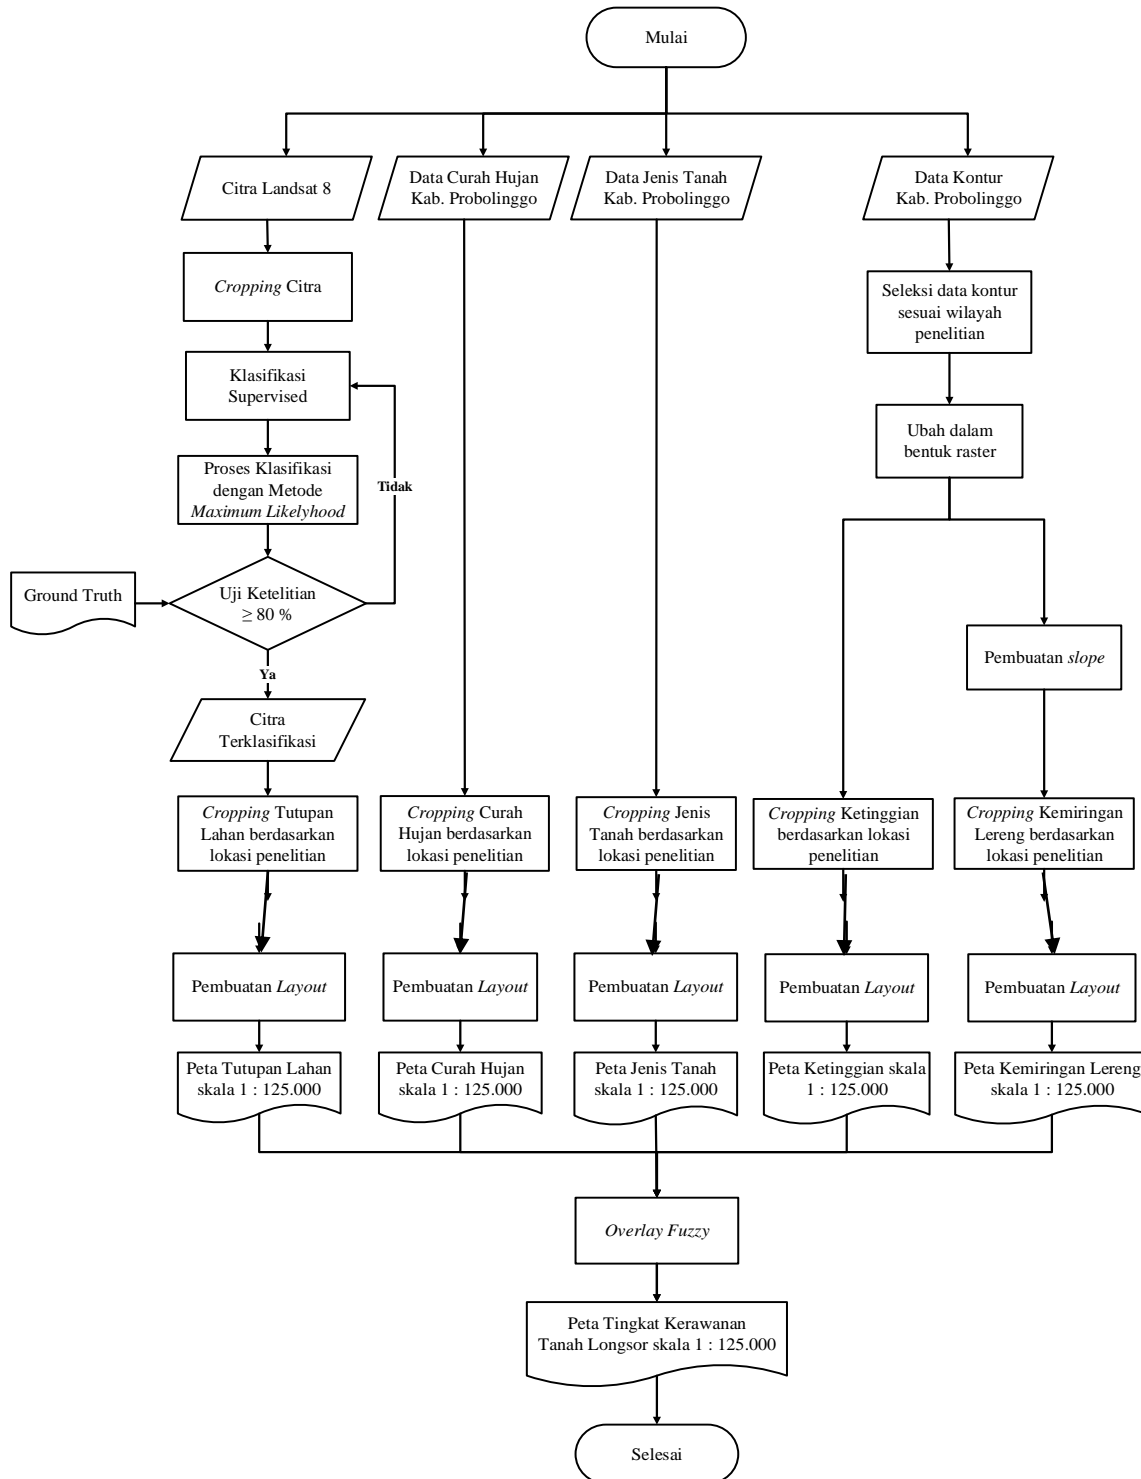 Mulai
Citra Landsat 8
Data Curah Hujan
Kab. Probolinggo
Data Jenis Tanah
Kab. Probolinggo
Data Kontur
Kab. Probolinggo
Cropping Citra
Seleksi data kontur
sesuai wilayah
penelitian
Klasifikasi
Supervised
Ubah dalam
bentuk raster
Proses Klasifikasi
dengan Metode
Maximum Likelyhood
Tidak
Ground Truth
Uji Ketelitian
≥ 80 %
Ya
Pembuatan slope
Citra
Terklasifikasi
Cropping Tutupan
Lahan berdasarkan
lokasi penelitian
Cropping Curah
Hujan berdasarkan
lokasi penelitian
Cropping Jenis
Tanah berdasarkan
lokasi penelitian
Cropping Ketinggian
berdasarkan lokasi
penelitian
Cropping Kemiringan
Lereng berdasarkan
lokasi penelitian
Pembuatan Layout
Pembuatan Layout
Pembuatan Layout
Pembuatan Layout
Pembuatan Layout
Peta Tutupan Lahan
skala 1 : 125.000
Peta Curah Hujan
skala 1 : 125.000
Peta Jenis Tanah
skala 1 : 125.000
Peta Ketinggian skala
1 : 125.000
Peta Kemiringan Lereng
skala 1 : 125.000
Overlay Fuzzy
Peta Tingkat Kerawanan
Tanah Longsor skala 1 : 125.000
Selesai